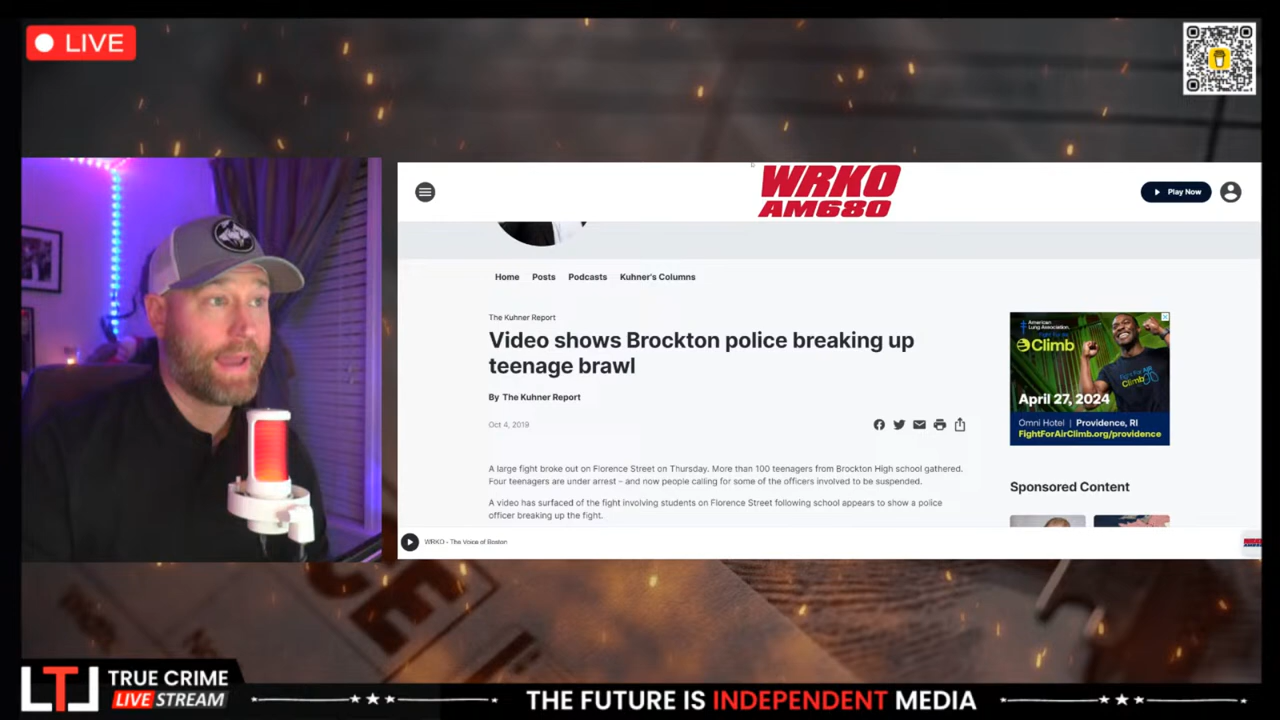 LIVE
WRKO
AM680
Play Now
Home Posts Podcasts Kuhner's Columns
The Kuhner Report
Video shows Brockton police breaking up
teenage brawl
By The Kuhner Report
Oct 4, 2019
A large fight broke out on Florence Street on Thursday. More than 100 teenagers from Brockton High school gathered.
Four teenagers are under arrest – and now people calling for some of the officers involved to be suspended.
A video has surfaced of the fight involving students on Florence Street following school appears to show a police
officer breaking up the fight.
American
Lung Association.
Climb
April 27, 2024
Omni Hotel | Providence, RI
FightForAirClimb.org/providence
Sponsored Content
WRKO - The Voice of Boston
LTL
TRUE CRIME
LIVE STREAM
THE FUTURE IS INDEPENDENT MEDIA